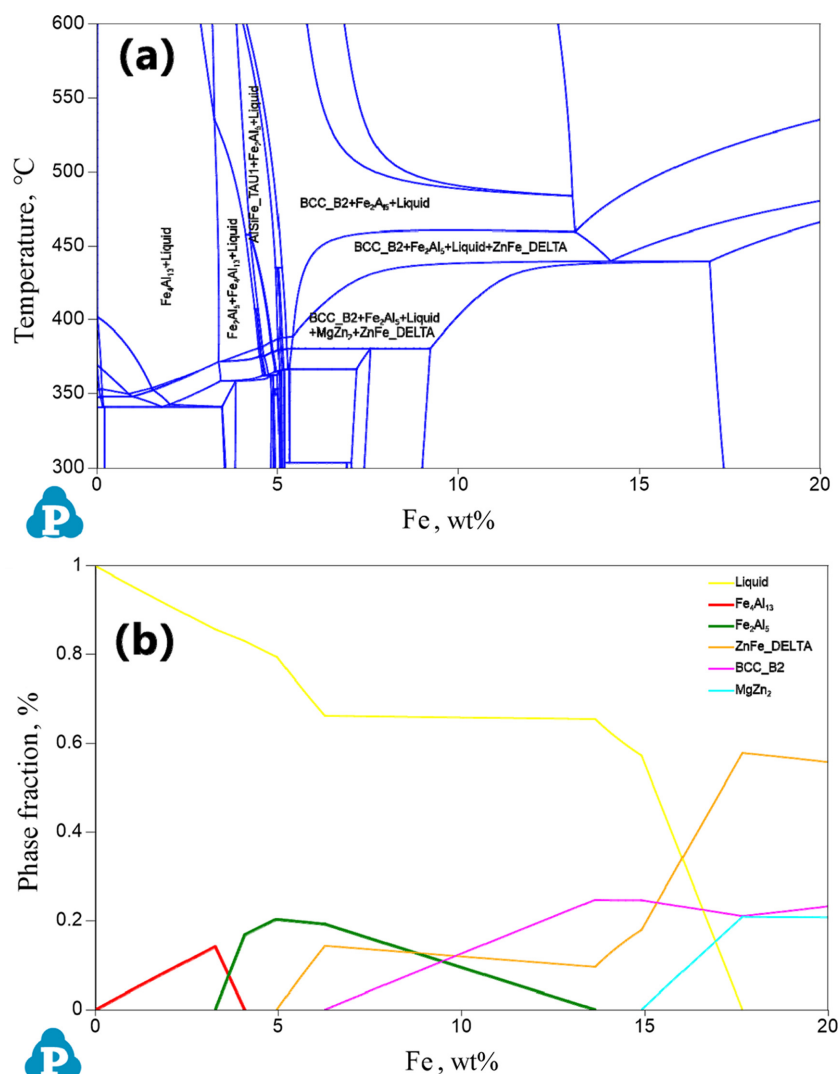 (a)
600
550
500
450
400
350
300
Temperature, °C
Fe₄Al₁₃+Liquid
Fe₂Al₅+Fe₄Al₁₃+Liquid
AlSiFe_TAU1+Fe₂Al₅+Liquid
BCC_B2+Fe₂A₁₅+Liquid
BCC_B2+Fe₂Al₅+Liquid+ZnFe_DELTA
BCC_B2+Fe₂Al₅+Liquid
+MgZn₂+ZnFe_DELTA
0 5 10 15 20
P
Fe, wt%
(b)
1
0.8
0.6
0.4
0.2
0
Phase fraction, %
Liquid
Fe₄Al₁₃
Fe₂Al₅
ZnFe_DELTA
BCC_B2
MgZn₂
0 5 10 15 20
P
Fe, wt%